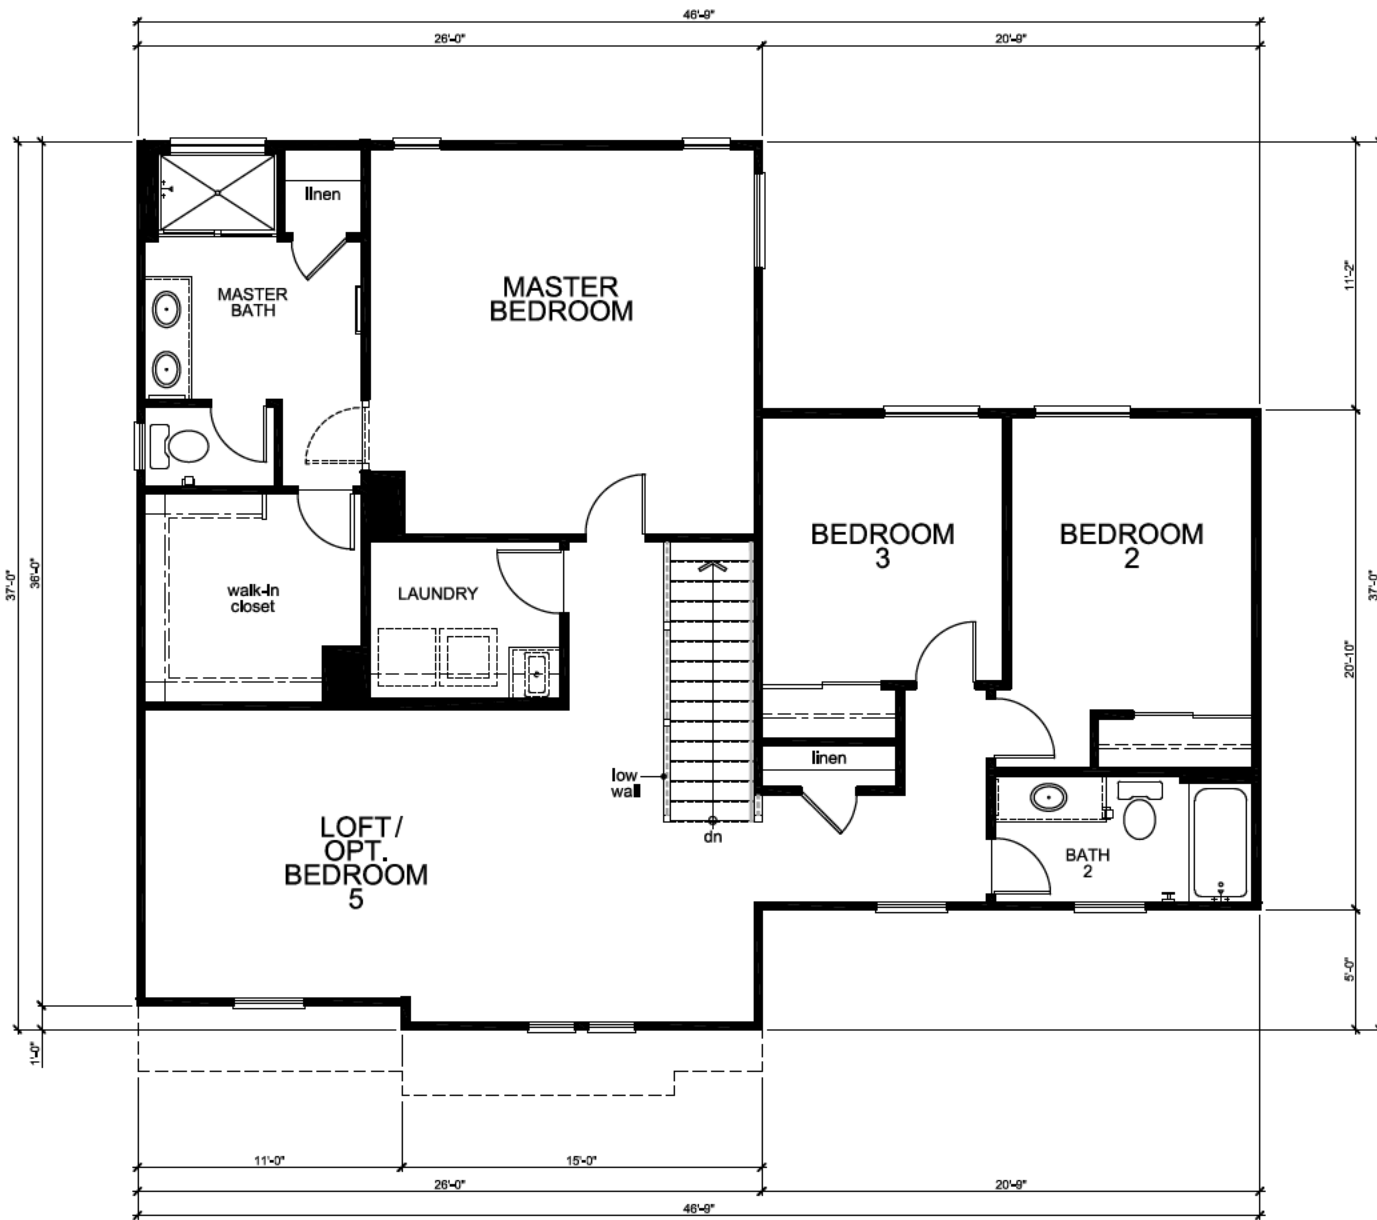 46'-9"
26'-0"
20'-9"
linen
MASTER
BATH
MASTER
BEDROOM
11'-2"
BEDROOM
3
BEDROOM
2
37'-0"
36'-0"
walk-in
closet
LAUNDRY
37'-0"
20'-10"
low
wall
linen
dn
LOFT/
OPT.
BEDROOM
5
BATH
2
5'-0"
1'-0"
11'-0"
15'-0"
26'-0"
20'-9"
46'-9"